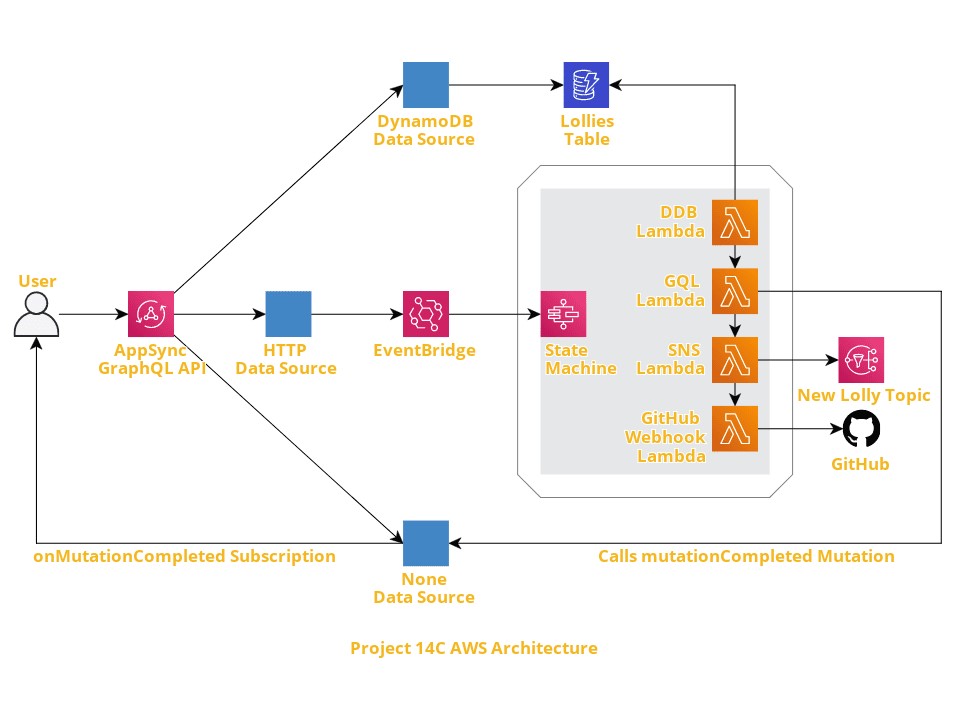 DynamoDB
Data Source
Lollies
Table
DDB
Lambda
User
GQL
Lambda
AppSync
GraphQL API
HTTP
Data Source
EventBridge
State
Machine
SNS
Lambda
New Lolly Topic
GitHub
Webhook
Lambda
GitHub
onMutationCompleted Subscription
Calls mutationCompleted Mutation
None
Data Source
Project 14C AWS Architecture